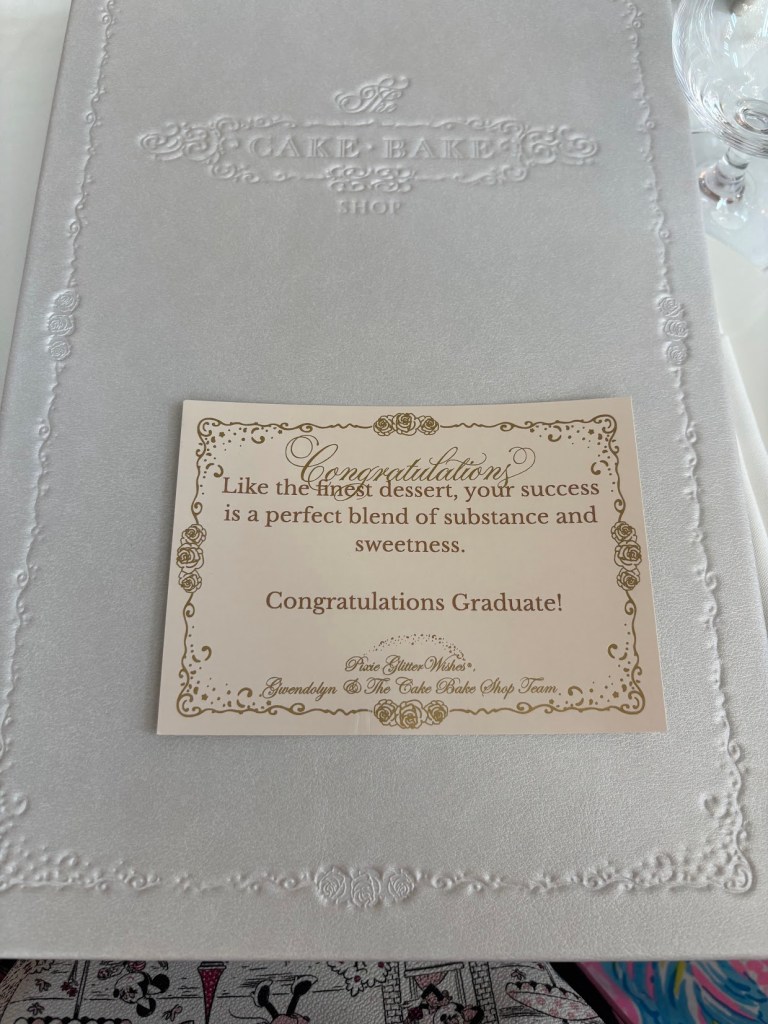 The
CAKE · BAKE
SHOP
Congratulations
Like the finest dessert, your success
is a perfect blend of substance and
sweetness.
Congratulations Graduate!
Pixie Glitter Wishes®,
Gwendolyn & The Cake Bake Shop Team